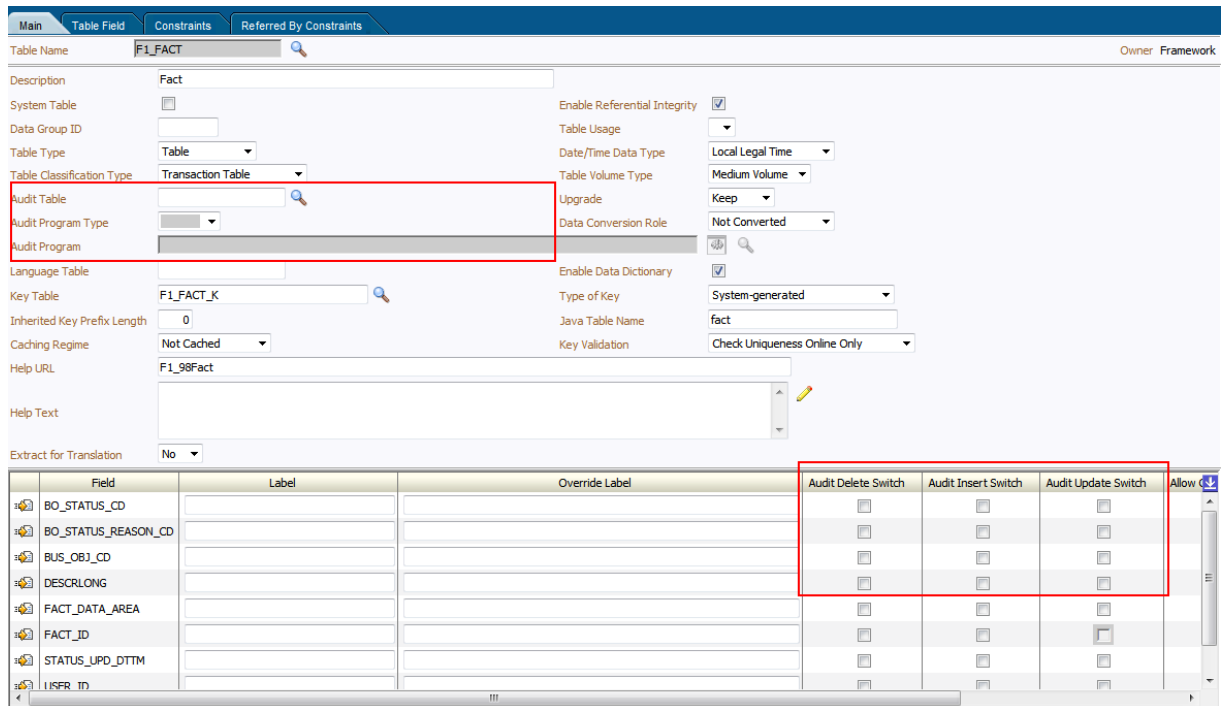 Main Table Field Constraints Referred By Constraints
Table Name F1_FACT Owner Framework
Description Fact
System Table Enable Referential Integrity
Data Group ID Table Usage
Table Type Table Date/Time Data Type Local Legal Time
Table Classification Type Transaction Table Table Volume Type Medium Volume
Audit Table Upgrade Keep
Audit Program Type Data Conversion Role Not Converted
Audit Program
Language Table Enable Data Dictionary
Key Table F1_FACT_K Type of Key System-generated
Inherited Key Prefix Length 0 Java Table Name fact
Caching Regime Not Cached Key Validation Check Uniqueness Online Only
Help URL F1_98Fact
Help Text
Extract for Translation No
Field Label Override Label Audit Delete Switch Audit Insert Switch Audit Update Switch Allow
BO_STATUS_CD
BO_STATUS_REASON_CD
BUS_OBJ_CD
DESCRLONG
FACT_DATA_AREA
FACT_ID
STATUS_UPD_DTTM
USER_ID